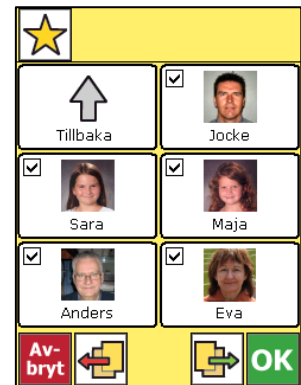 Tillbaka
Jocke
Sara
Maja
Anders
Eva
Av-
bryt
OK